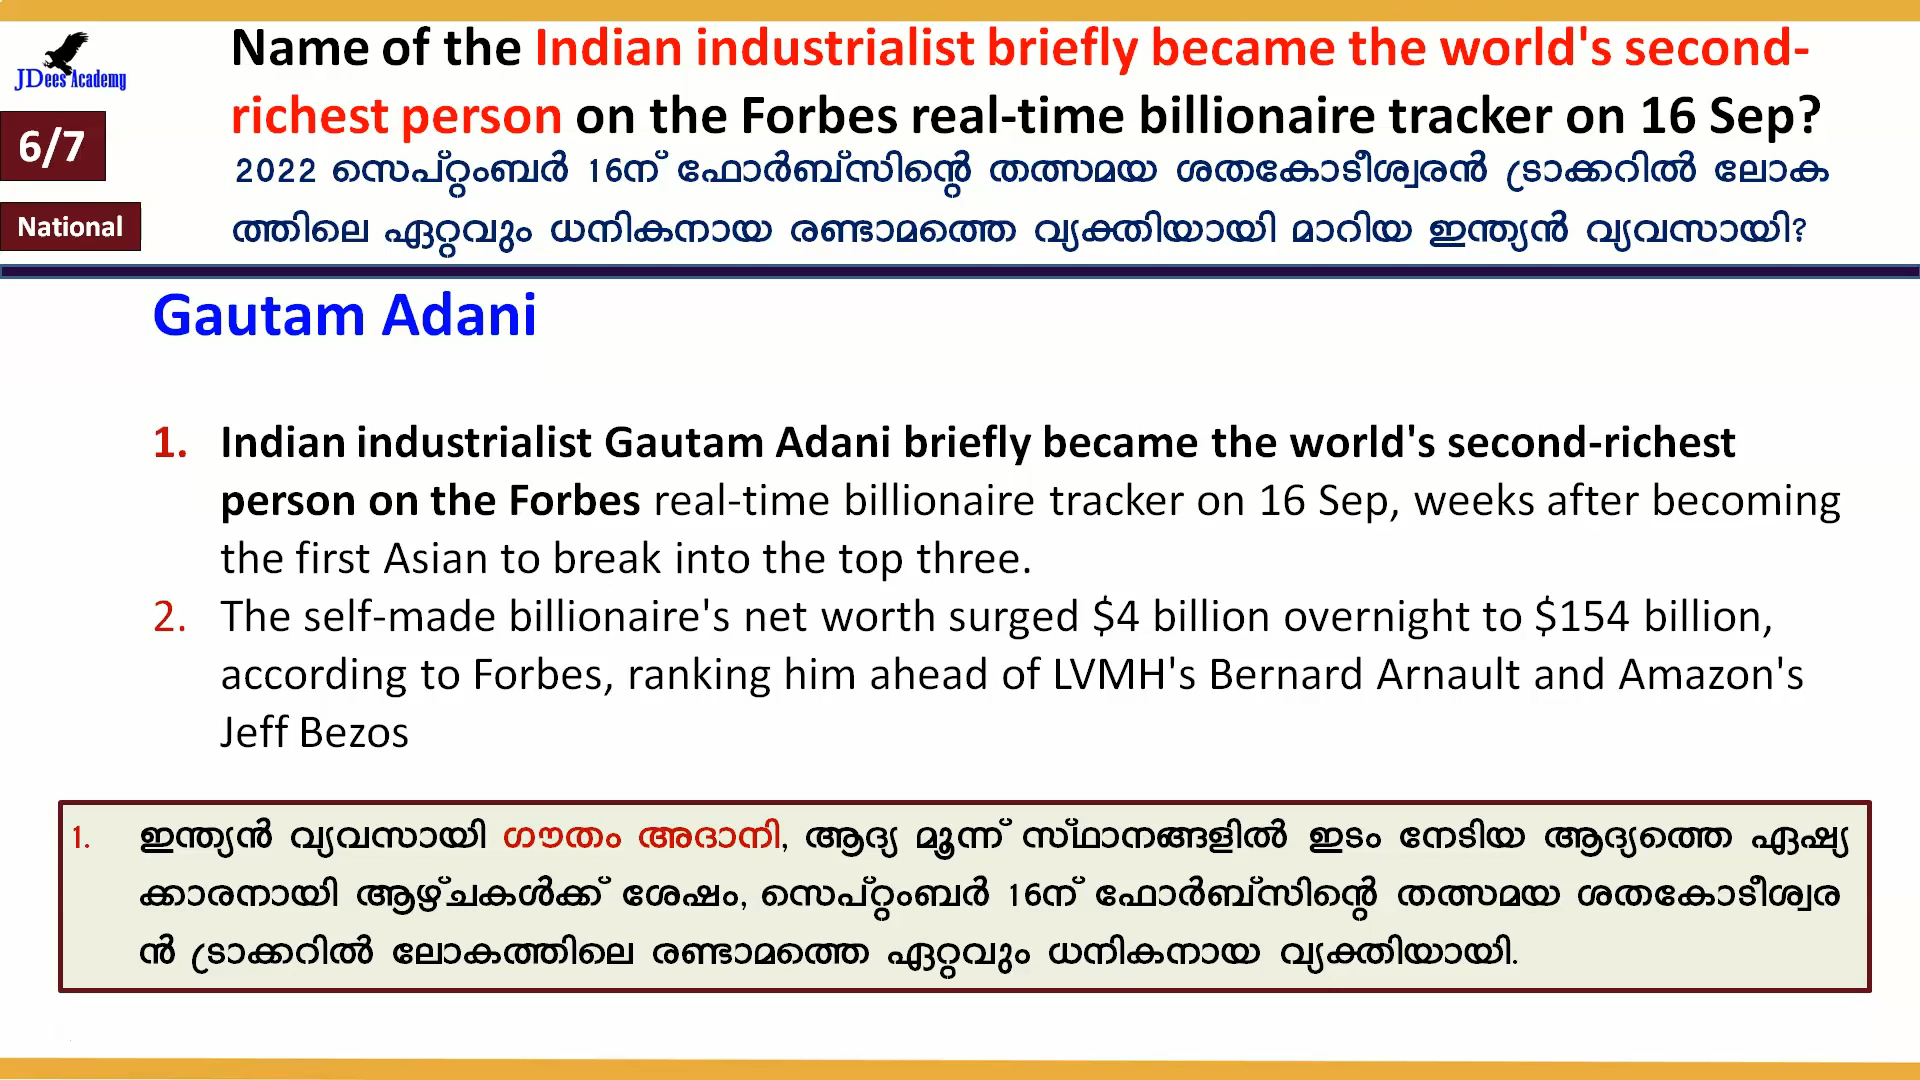 JDees Academy
Name of the Indian industrialist briefly became the world's second-
richest person on the Forbes real-time billionaire tracker on 16 Sep?
6/7
2022 സെപ്റ്റംബർ 16ന് ഫോർബ്സിന്റെ തത്സമയ ശതകോടീശ്വരൻ ട്രാക്കറിൽ ലോക
National
ത്തിലെ ഏറ്റവും ധനികനായ രണ്ടാമത്തെ വ്യക്തിയായി മാറിയ ഇന്ത്യൻ വ്യവസായി?
Gautam Adani
1. Indian industrialist Gautam Adani briefly became the world's second-richest
person on the Forbes real-time billionaire tracker on 16 Sep, weeks after becoming
the first Asian to break into the top three.
2. The self-made billionaire's net worth surged $4 billion overnight to $154 billion,
according to Forbes, ranking him ahead of LVMH's Bernard Arnault and Amazon's
Jeff Bezos
1. ഇന്ത്യൻ വ്യവസായി ഗൗതം അദാനി, ആദ്യ മൂന്ന് സ്ഥാനങ്ങളിൽ ഇടം നേടിയ ആദ്യത്തെ ഏഷ്യ
ക്കാരനായി ആഴ്ചകൾക്ക് ശേഷം, സെപ്റ്റംബർ 16ന് ഫോർബ്സിന്റെ തത്സമയ ശതകോടീശ്വര
ൻ ട്രാക്കറിൽ ലോകത്തിലെ രണ്ടാമത്തെ ഏറ്റവും ധനികനായ വ്യക്തിയായി.